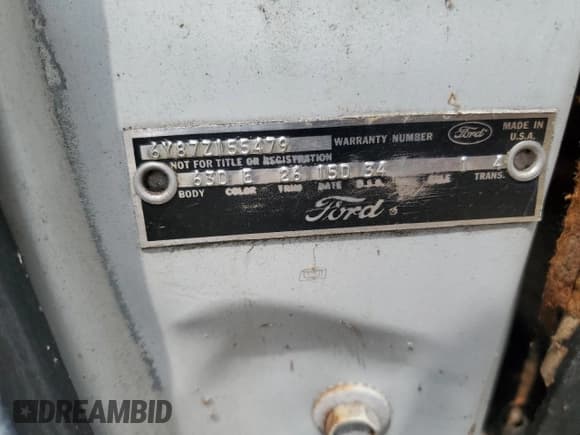 6Y87Z155479 WARRANTY NUMBER Ford MADE IN U.S.A.
NOT FOR TITLE OR REGISTRATION
63D E 26 15D 34 1 4
BODY COLOR TRIM DATE D.S.O. AXLE TRANS.
Ford
DREAMBID